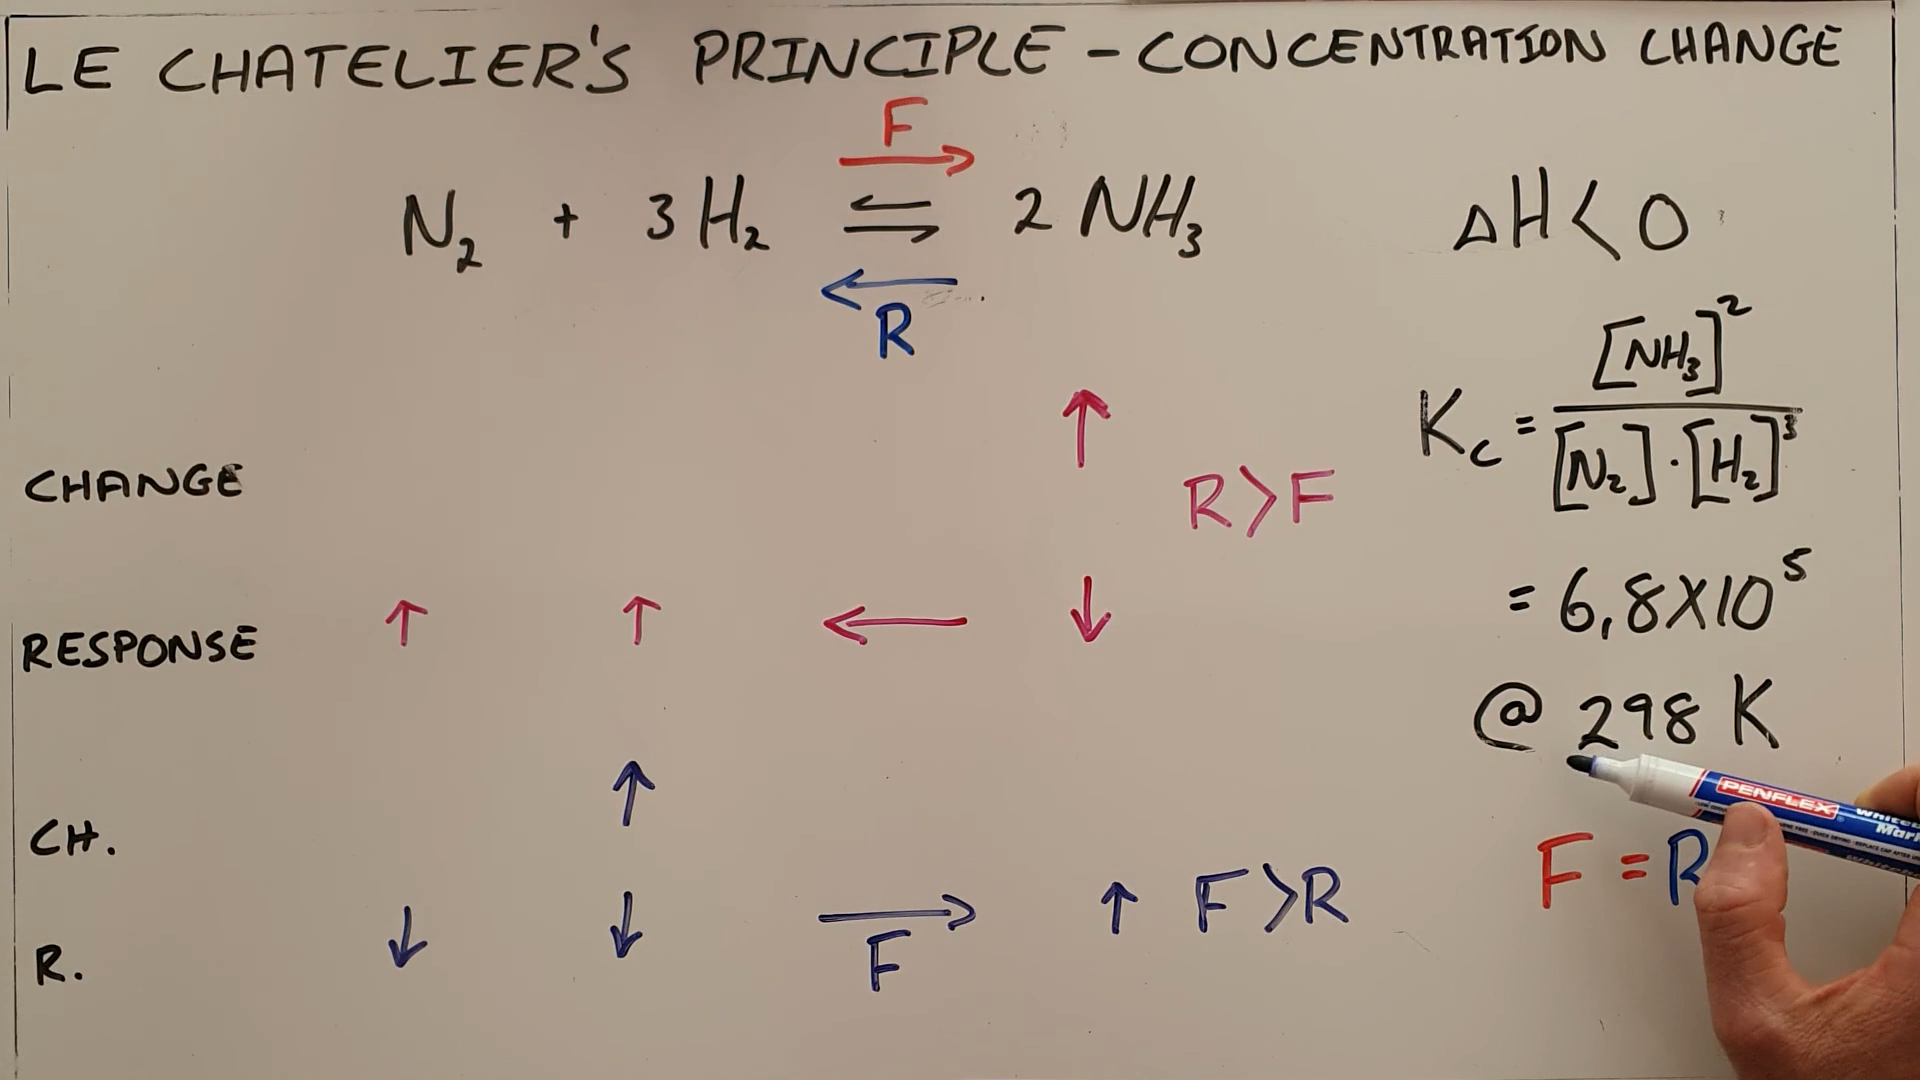 LE CHATELIER'S PRINCIPLE – CONCENTRATION CHANGE
F
N₂ + 3H₂ ⇌ 2NH₃ ΔH<0
R
Kc = [NH₃]² / [N₂]·[H₂]³
↑
CHANGE R>F
= 6,8X10⁵
RESPONSE ↑ ↑ ← ↓
@ 298 K
↑
CH.
PENFLEX
F = R
R. ↓ ↓ → ↑ F>R
F